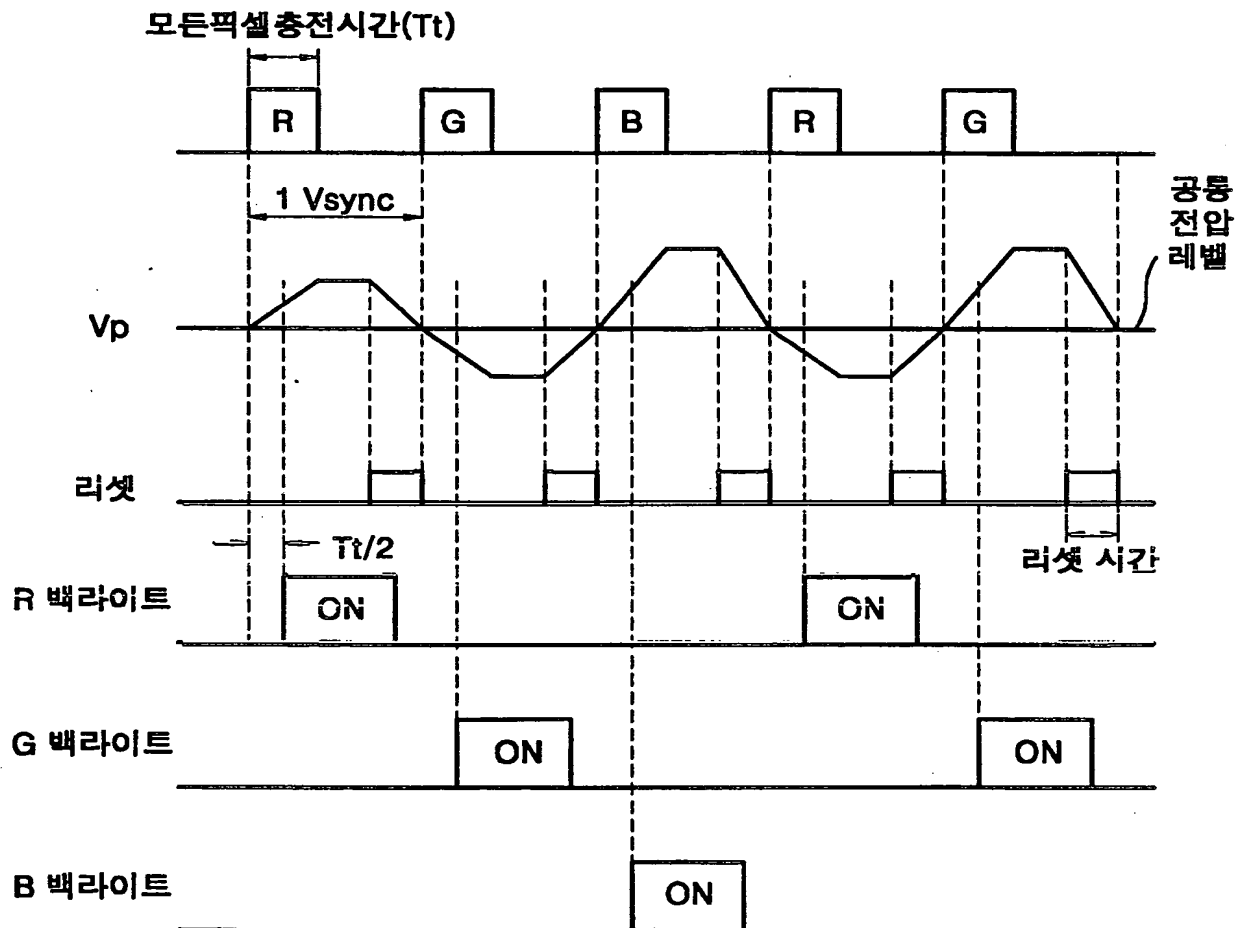 모든픽셀충전시간(Tt)
R G B R G
1 Vsync
공통
전압
레벨
Vp
리셋
Tt/2
리셋 시간
R 백라이트
ON ON
G 백라이트
ON ON
B 백라이트
ON